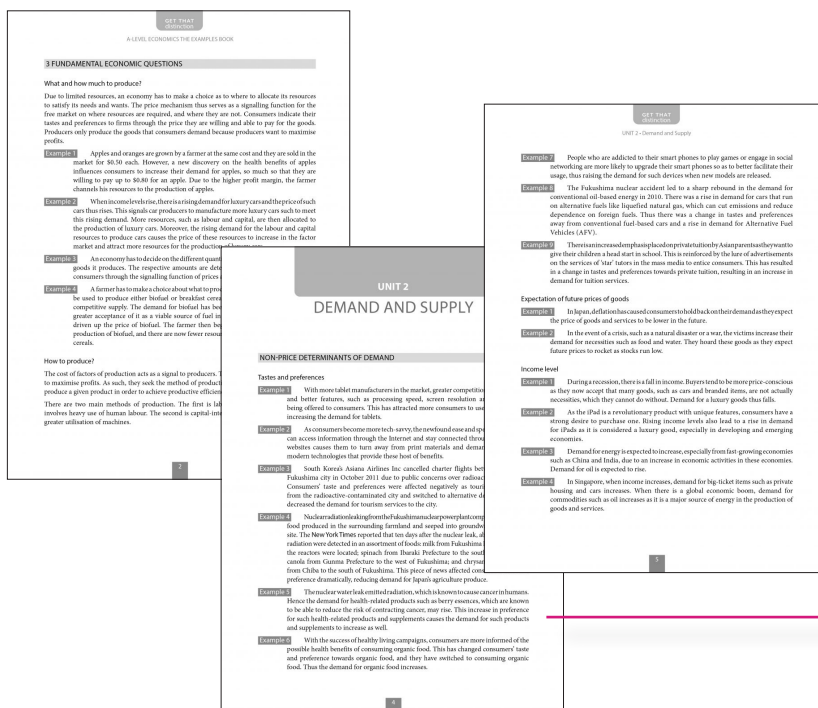 GET THAT
distinction
A-LEVEL ECONOMICS THE EXAMPLES BOOK
3 FUNDAMENTAL ECONOMIC QUESTIONS
What and how much to produce?
Due to limited resources, an economy has to make a choice as to where to allocate its resources
to satisfy its needs and wants. The price mechanism thus serves as a signalling function for the
free market on where resources are required, and where they are not. Consumers indicate their
tastes and preferences to firms through the price they are willing and able to pay for the goods.
Producers only produce the goods that consumers demand because producers want to maximise
profits.
Example 1 Apples and oranges are grown by a farmer at the same cost and they are sold in the
market for $0.50 each. However, a new discovery on the health benefits of apples
influences consumers to increase their demand for apples, so much so that they are
willing to pay up to $0.80 for an apple. Due to the higher profit margin, the farmer
channels his resources to the production of apples.
Example 2 When income levels rise, there is a rising demand for luxury cars and the price of such
cars thus rises. This signals car producers to manufacture more luxury cars such to meet
this rising demand. More resources, such as labour and capital, are then allocated to
the production of luxury cars. Moreover, the rising demand for the labour and capital
resources to produce cars causes the price of these resources to increase in the factor
market and attract more resources for the production
Example 3 An economy has to decide on the different quant
goods it produces. The respective amounts are dete
consumers through the signalling function of prices
Example 4 A farmer has to make a choice about what to prod
be used to produce either biofuel or breakfast cerea
competitive supply. The demand for biofuel has bee
greater acceptance of it as a viable source of fuel in
driven up the price of biofuel. The farmer then be
production of biofuel, and there are now fewer resou
cereals.
How to produce?
The cost of factors of production acts as a signal to producers. T
to maximise profits. As such, they seek the method of product
produce a given product in order to achieve productive efficien
There are two main methods of production. The first is lab
involves heavy use of human labour. The second is capital-int
greater utilisation of machines.
2
UNIT 2
DEMAND AND SUPPLY
NON-PRICE DETERMINANTS OF DEMAND
Tastes and preferences
Example 1 With more tablet manufacturers in the market, greater competitio
and better features, such as processing speed, screen resolution a
being offered to consumers. This has attracted more consumers to use
increasing the demand for tablets.
Example 2 As consumers become more tech-savvy, the newfound ease and spe
can access information through the Internet and stay connected throu
websites causes them to turn away from print materials and deman
modern technologies that provide these host of benefits.
Example 3 South Korea's Asiana Airlines Inc cancelled charter flights bet
Fukushima city in October 2011 due to public concerns over radioac
Consumers' taste and preferences were affected negatively as touri
from the radioactive-contaminated city and switched to alternative de
decreased the demand for tourism services to the city.
Example 4 Nuclear radiation leaking from the Fukushima nuclear power plant comp
food produced in the surrounding farmland and seeped into groundw
site. The New York Times reported that ten days after the nuclear leak, al
radiation were detected in an assortment of foods: milk from Fukushima
the reactors were located; spinach from Ibaraki Prefecture to the sout
canola from Gunma Prefecture to the west of Fukushima; and chrysan
from Chiba to the south of Fukushima. This piece of news affected cons
preference dramatically, reducing demand for Japan's agriculture produce.
Example 5 The nuclear water leak emitted radiation, which is known to cause cancer in humans.
Hence the demand for health-related products such as berry essences, which are known
to be able to reduce the risk of contracting cancer, may rise. This increase in preference
for such health-related products and supplements causes the demand for such products
and supplements to increase as well.
Example 6 With the success of healthy living campaigns, consumers are more informed of the
possible health benefits of consuming organic food. This has changed consumers' taste
and preference towards organic food, and they have switched to consuming organic
food. Thus the demand for organic food increases.
4
GET THAT
distinction
UNIT 2 • Demand and Supply
Example 7 People who are addicted to their smart phones to play games or engage in social
networking are more likely to upgrade their smart phones so as to better facilitate their
usage, thus raising the demand for such devices when new models are released.
Example 8 The Fukushima nuclear accident led to a sharp rebound in the demand for
conventional oil-based energy in 2010. There was a rise in demand for cars that run
on alternative fuels like liquefied natural gas, which can cut emissions and reduce
dependence on foreign fuels. Thus there was a change in tastes and preferences
away from conventional fuel-based cars and a rise in demand for Alternative Fuel
Vehicles (AFV).
Example 9 There is an increased emphasis placed on private tuition by Asian parents as they want to
give their children a head start in school. This is reinforced by the lure of advertisements
on the services of 'star' tutors in the mass media to entice consumers. This has resulted
in a change in tastes and preferences towards private tuition, resulting in an increase in
demand for tuition services.
Expectation of future prices of goods
Example 1 In Japan, deflation has caused consumers to hold back on their demand as they expect
the price of goods and services to be lower in the future.
Example 2 In the event of a crisis, such as a natural disaster or a war, the victims increase their
demand for necessities such as food and water. They hoard these goods as they expect
future prices to rocket as stocks run low.
Income level
Example 1 During a recession, there is a fall in income. Buyers tend to be more price-conscious
as they now accept that many goods, such as cars and branded items, are not actually
necessities, which they cannot do without. Demand for a luxury goods thus falls.
Example 2 As the iPad is a revolutionary product with unique features, consumers have a
strong desire to purchase one. Rising income levels also lead to a rise in demand
for iPads as it is considered a luxury good, especially in developing and emerging
economies.
Example 3 Demand for energy is expected to increase, especially from fast-growing economies
such as China and India, due to an increase in economic activities in these economies.
Demand for oil is expected to rise.
Example 4 In Singapore, when income increases, demand for big-ticket items such as private
housing and cars increases. When there is a global economic boom, demand for
commodities such as oil increases as it is a major source of energy in the production of
goods and services.
5